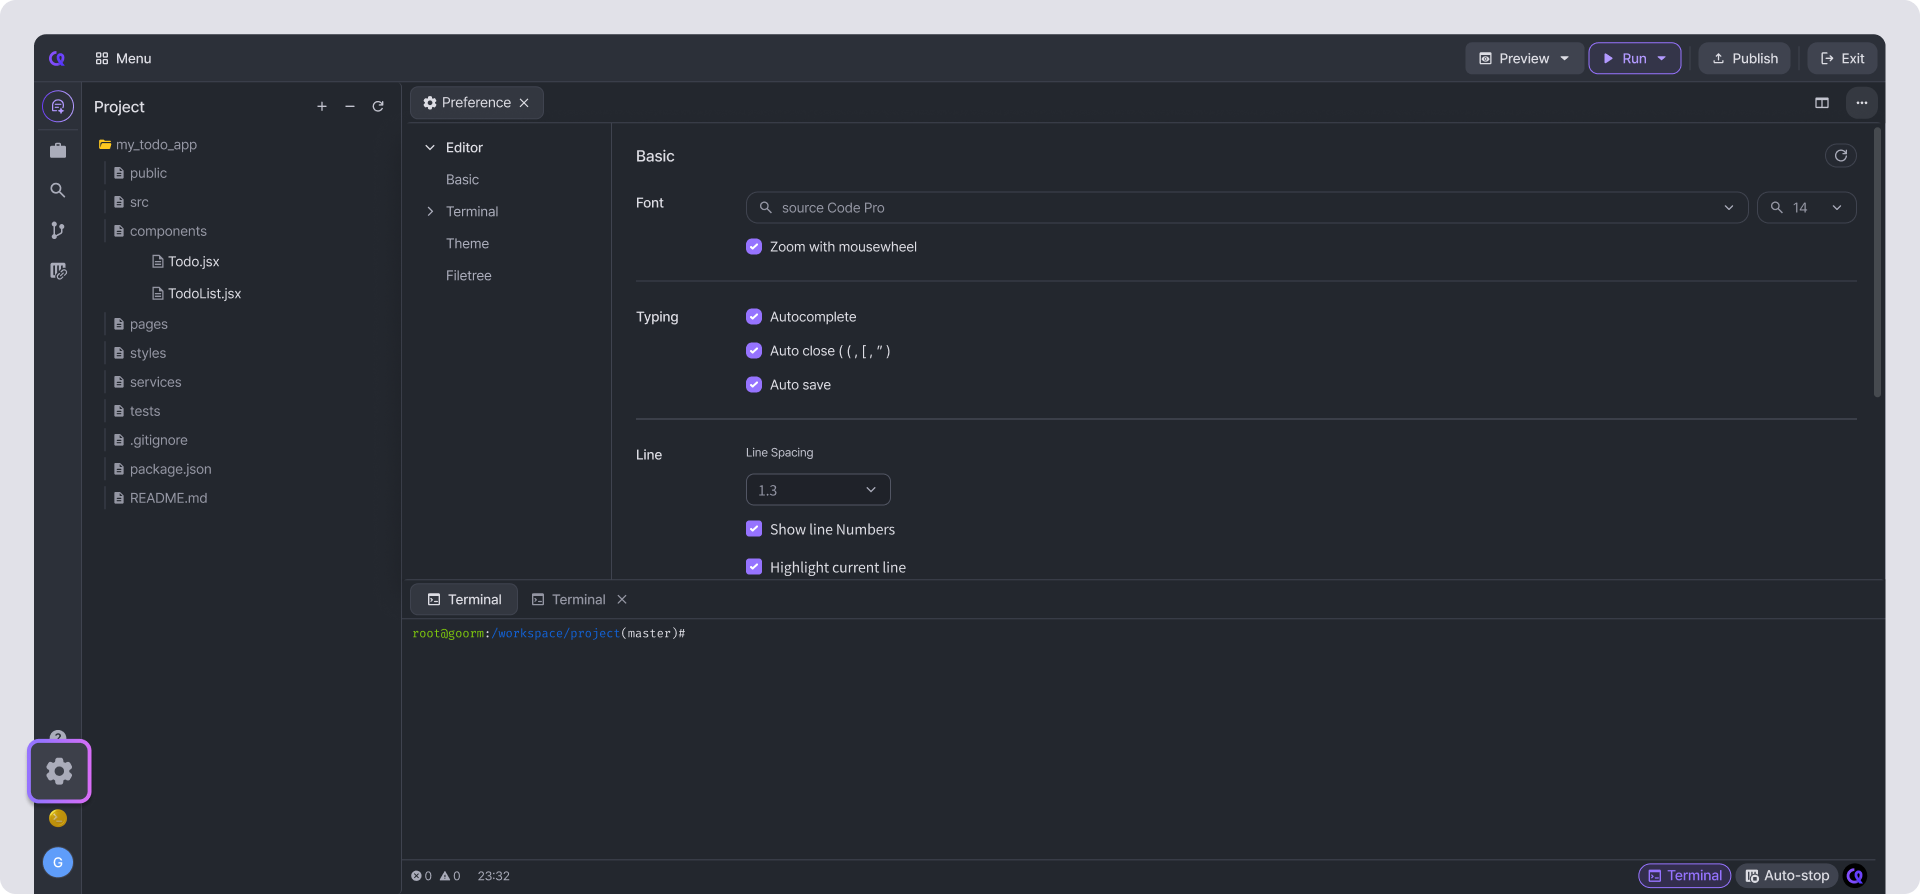 Menu
Preview
Run
Publish
Exit
Project
my_todo_app
public
src
components
Todo.jsx
TodoList.jsx
pages
styles
services
tests
.gitignore
package.json
README.md
Preference
Editor
Basic
Terminal
Theme
Filetree
Basic
Font
source Code Pro
14
Zoom with mousewheel
Typing
Autocomplete
Auto close ( (, [, " )
Auto save
Line
Line Spacing
1.3
Show line Numbers
Highlight current line
Terminal
Terminal
root@goorm:/workspace/project(master)#
G
0 0 23:32
Terminal
Auto-stop